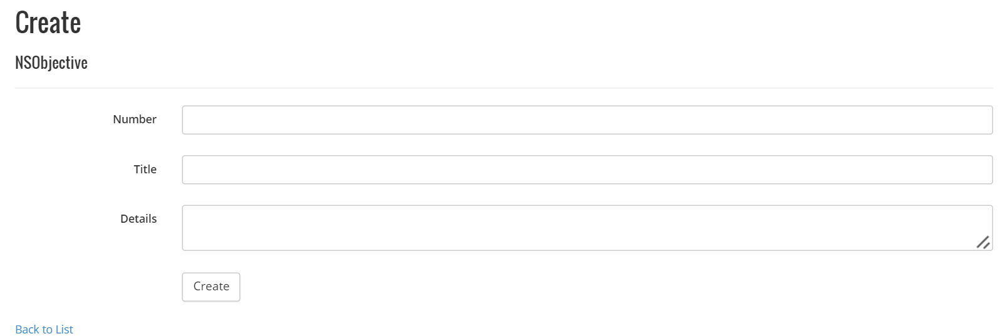 Create
NSObjective
Number
Title
Details
Create
Back to List